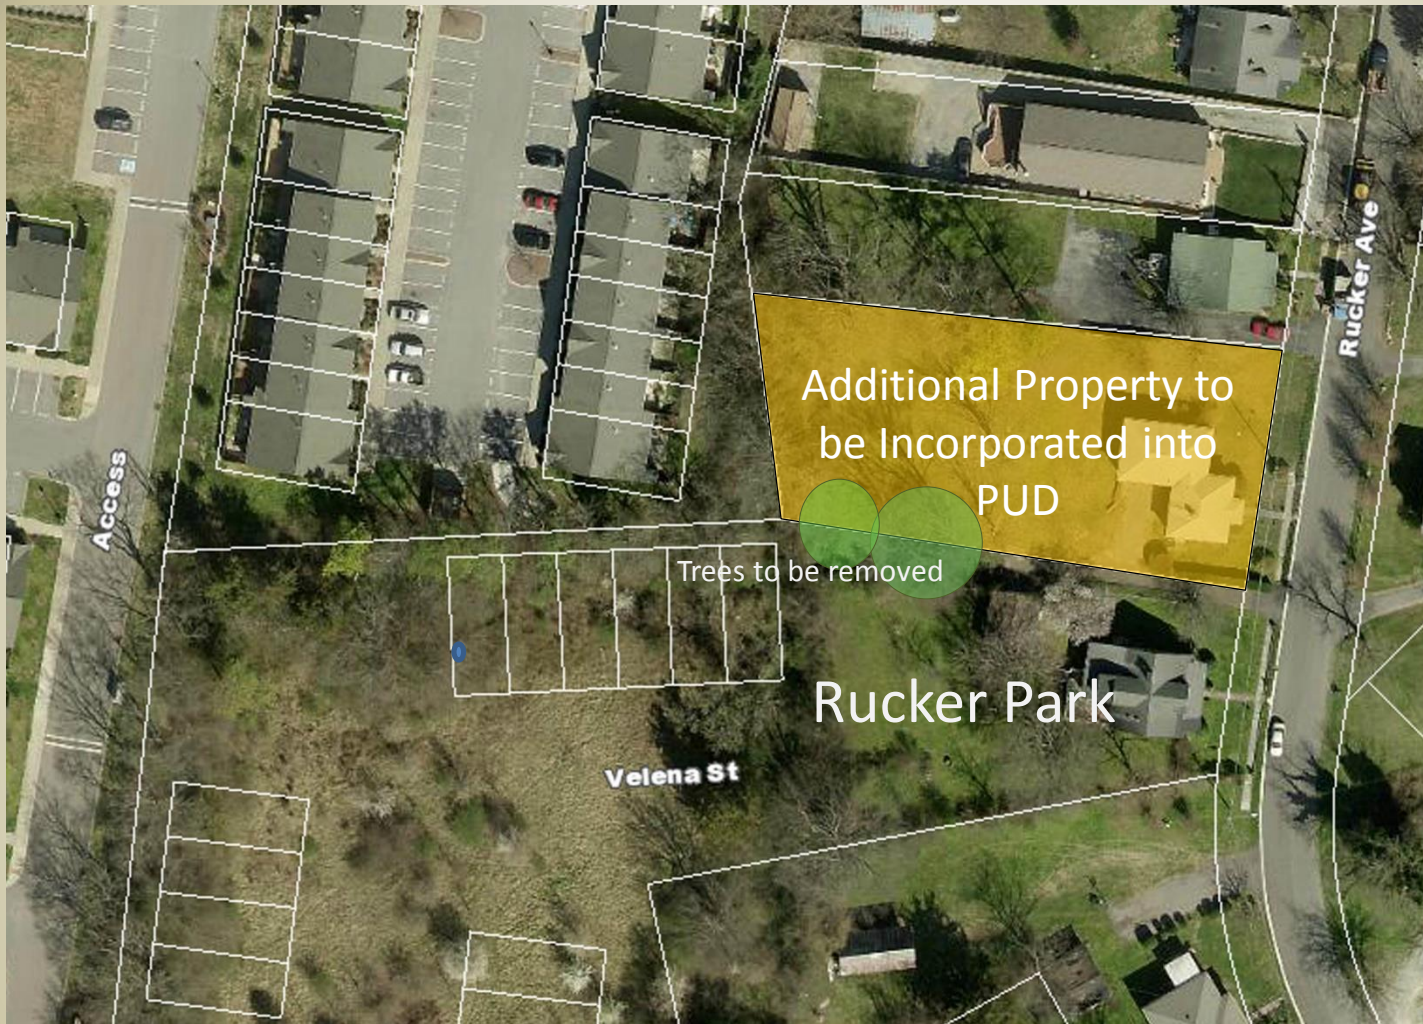 Rucker Ave
Additional Property to
be Incorporated into
PUD
Access
Trees to be removed
Rucker Park
Velena St